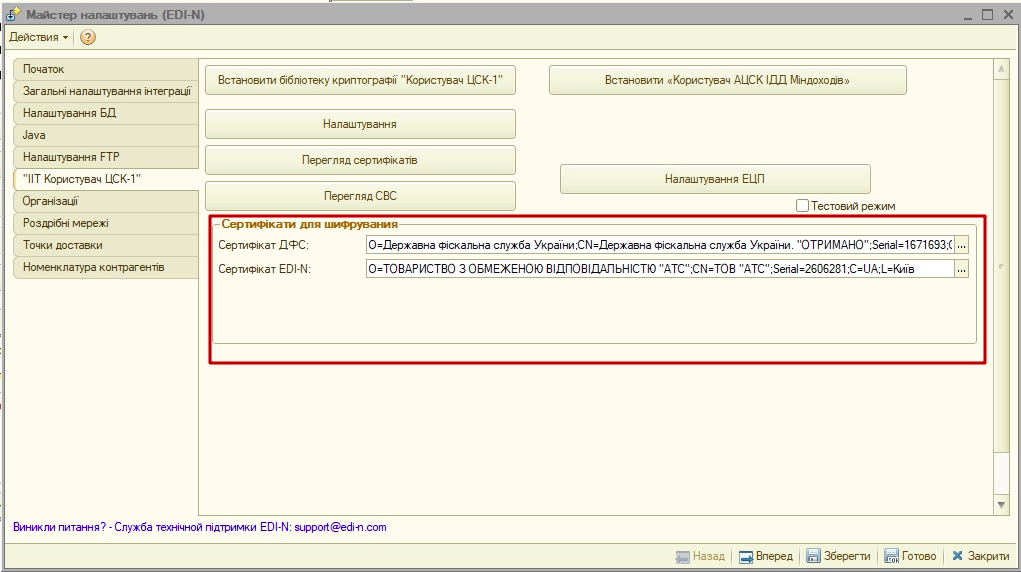 Майстер налаштувань (EDI-N)
Действия
Початок
Загальні налаштування інтеграції
Налаштування БД
Java
Налаштування FTP
"ІІТ Користувач ЦСК-1"
Організації
Роздрібні мережі
Точки доставки
Номенклатура контрагентів
Встановити бібліотеку криптографії "Користувач ЦСК-1"
Встановити «Користувач АЦСК ІДД Міндоходів»
Налаштування
Перегляд сертифікатів
Перегляд СВС
Налаштування ЕЦП
Тестовий режим
Сертифікати для шифрування
Сертифікат ДФС: O=Державна фіскальна служба України;CN=Державна фіскальна служба України. "ОТРИМАНО";Serial=1671693;C ...
Сертифікат EDI-N: O=ТОВАРИСТВО З ОБМЕЖЕНОЮ ВІДПОВІДАЛЬНІСТЮ "АТС";CN=ТОВ "АТС";Serial=2606281;C=UA;L=Київ ...
Виникли питання? - Служба технічної підтримки EDI-N: support@edi-n.com
Назад Вперед Зберегти Готово Закрити